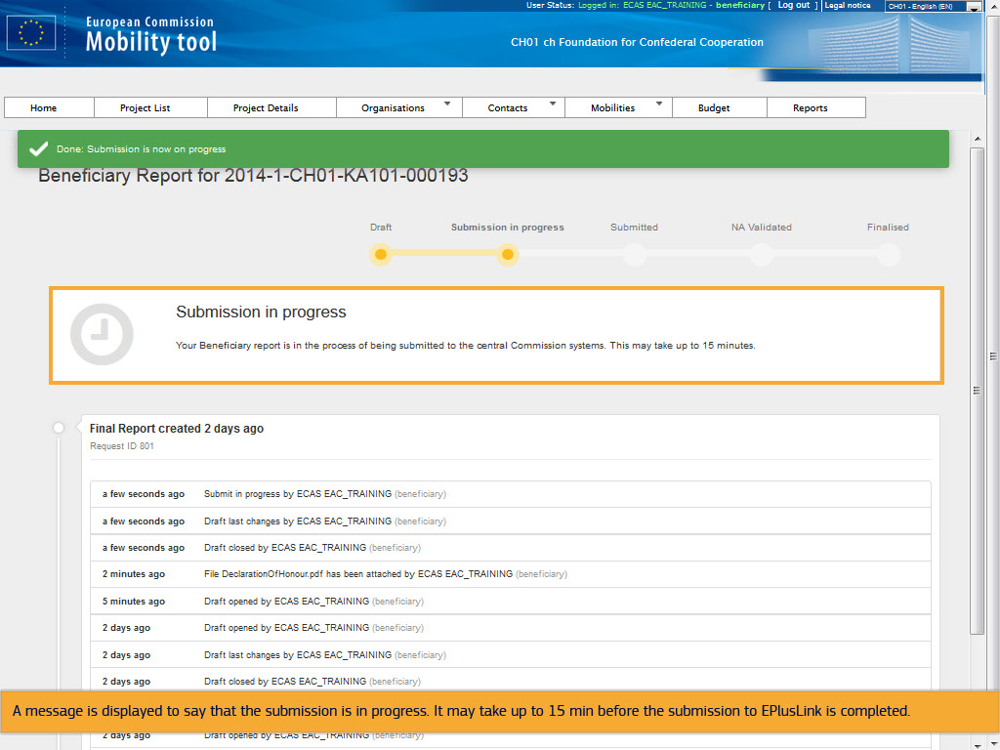 User Status: Logged in: ECAS EAC_TRAINING - beneficiary [ Log out ] Legal notice CH01 - English (EN)
European Commission
Mobility tool
CH01 ch Foundation for Confederal Cooperation
Home Project List Project Details Organisations Contacts Mobilities Budget Reports
Done: Submission is now on progress
Beneficiary Report for 2014-1-CH01-KA101-000193
Draft Submission in progress Submitted NA Validated Finalised
Submission in progress
Your Beneficiary report is in the process of being submitted to the central Commission systems. This may take up to 15 minutes.
Final Report created 2 days ago
Request ID 801
a few seconds ago Submit in progress by ECAS EAC_TRAINING (beneficiary)
a few seconds ago Draft last changes by ECAS EAC_TRAINING (beneficiary)
a few seconds ago Draft closed by ECAS EAC_TRAINING (beneficiary)
2 minutes ago File DeclarationOfHonour.pdf has been attached by ECAS EAC_TRAINING (beneficiary)
5 minutes ago Draft opened by ECAS EAC_TRAINING (beneficiary)
2 days ago Draft opened by ECAS EAC_TRAINING (beneficiary)
2 days ago Draft last changes by ECAS EAC_TRAINING (beneficiary)
2 days ago Draft closed by ECAS EAC_TRAINING (beneficiary)
A message is displayed to say that the submission is in progress. It may take up to 15 min before the submission to EPlusLink is completed.
2 days ago Draft opened by ECAS EAC_TRAINING (beneficiary)